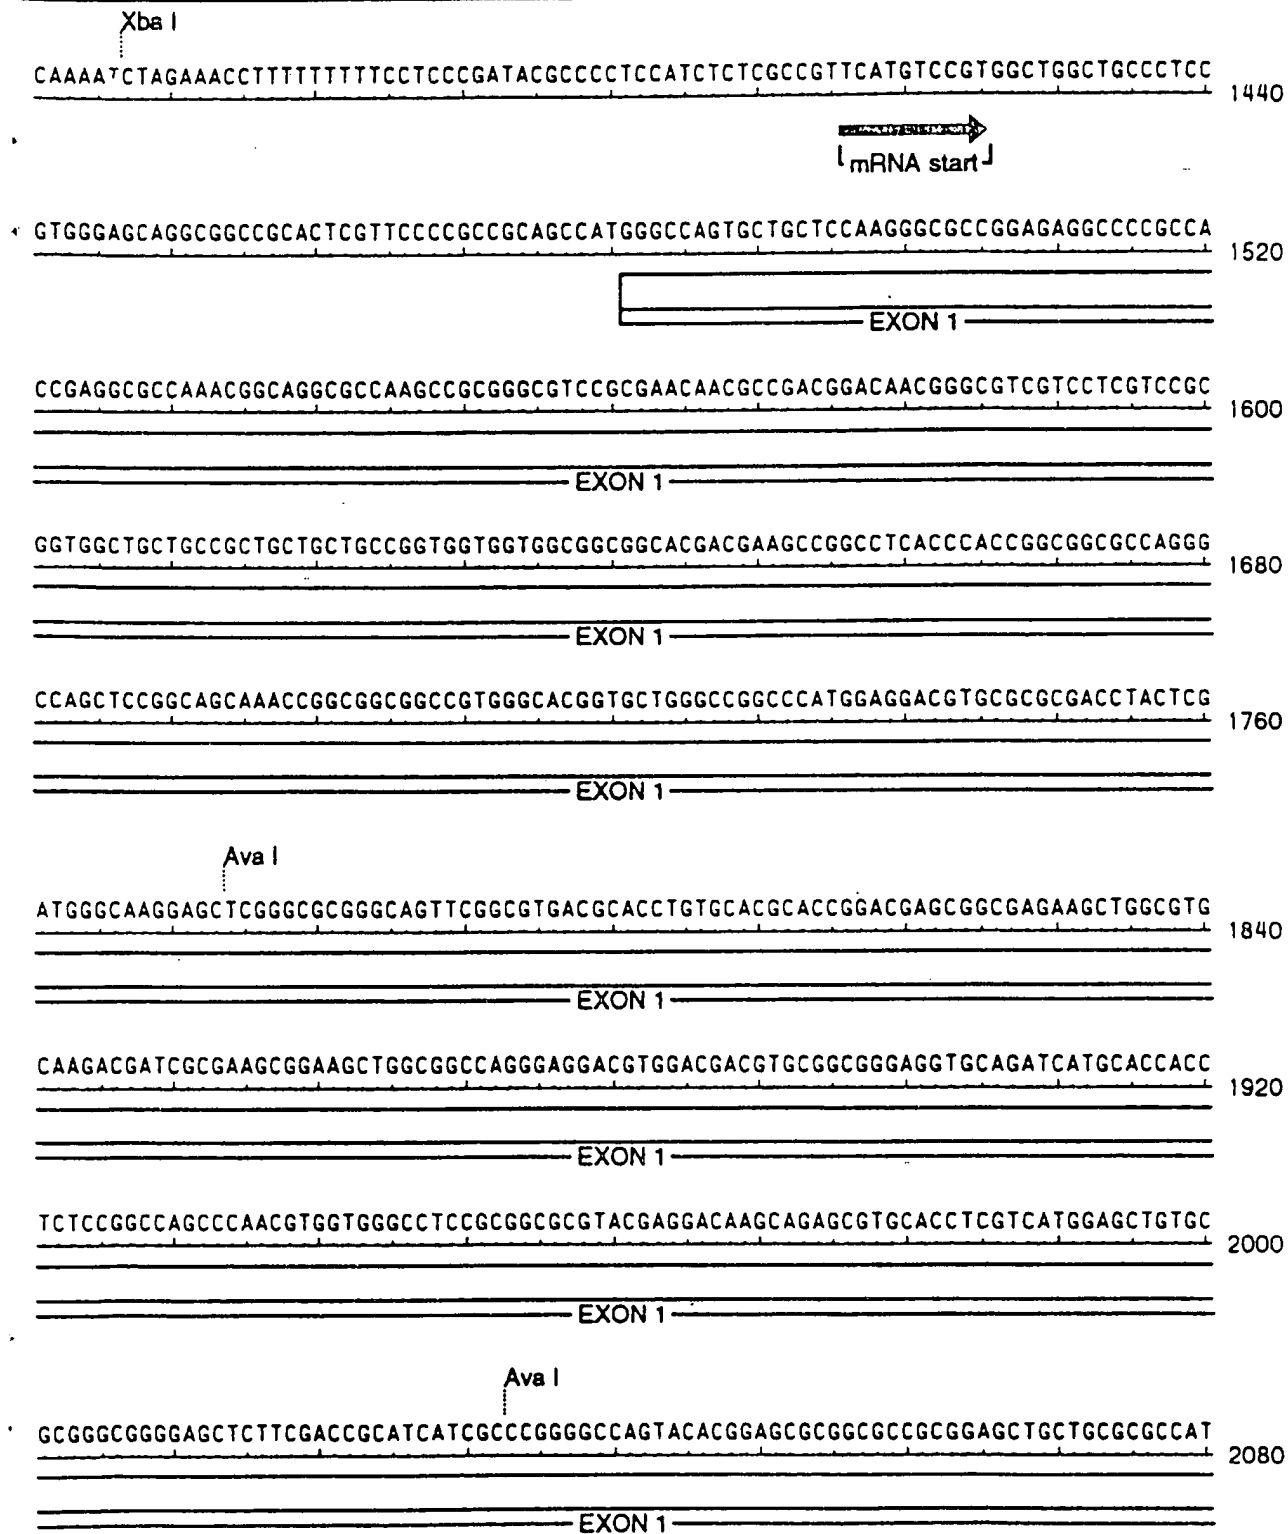 Xba I
CAAAATCTAGAAACCTTTTTTTTTTCCTCCCGATACGCCCCTCCATCTCTCGCCGTTCATGTCCGTGGCTGGCTGCCCTCC
1440
mRNA start
GTGGGAGCAGGCGGCCGCACTCGTTCCCCGCCGCAGCCATGGGCCAGTGCTGCTCCAAGGGCGCCGGAGAGGCCCCGCCA
1520
EXON 1
CCGAGGCGCCAAACGGCAGGCGCCAAGCCGCGGGCGTCCGCGAACAACGCCGACGGACAACGGGCGTCGTCCTCGTCCGC
1600
EXON 1
GGTGGCTGCTGCCGCTGCTGCTGCCGGTGGTGGTGGCGGCGGCACGACGAAGCCGGCCTCACCCACCGGCGGCGCCAGGG
1680
EXON 1
CCAGCTCCGGCAGCAAACCGGCGGCGGCCGTGGGCACGGTGCTGGGCCGGCCCATGGAGGACGTGCGCGCGACCTACTCG
1760
EXON 1
Ava I
ATGGGCAAGGAGCTCGGGCGCGGGCAGTTCGGCGTGACGCACCTGTGCACGCACCGGACGAGCGGCGAGAAGCTGGCGTG
1840
EXON 1
CAAGACGATCGCGAAGCGGAAGCTGGCGGCCAGGGAGGACGTGGACGACGTGCGGCGGGAGGTGCAGATCATGCACCACC
1920
EXON 1
TCTCCGGCCAGCCCAACGTGGTGGGCCTCCGCGGCGCGTACGAGGACAAGCAGAGCGTGCACCTCGTCATGGAGCTGTGC
2000
EXON 1
Ava I
GCGGGCGGGGAGCTCTTCGACCGCATCATCGCCCGGGGCCAGTACACGGAGCGCGGCGCCGCGGAGCTGCTGCGCGCCAT
2080
EXON 1